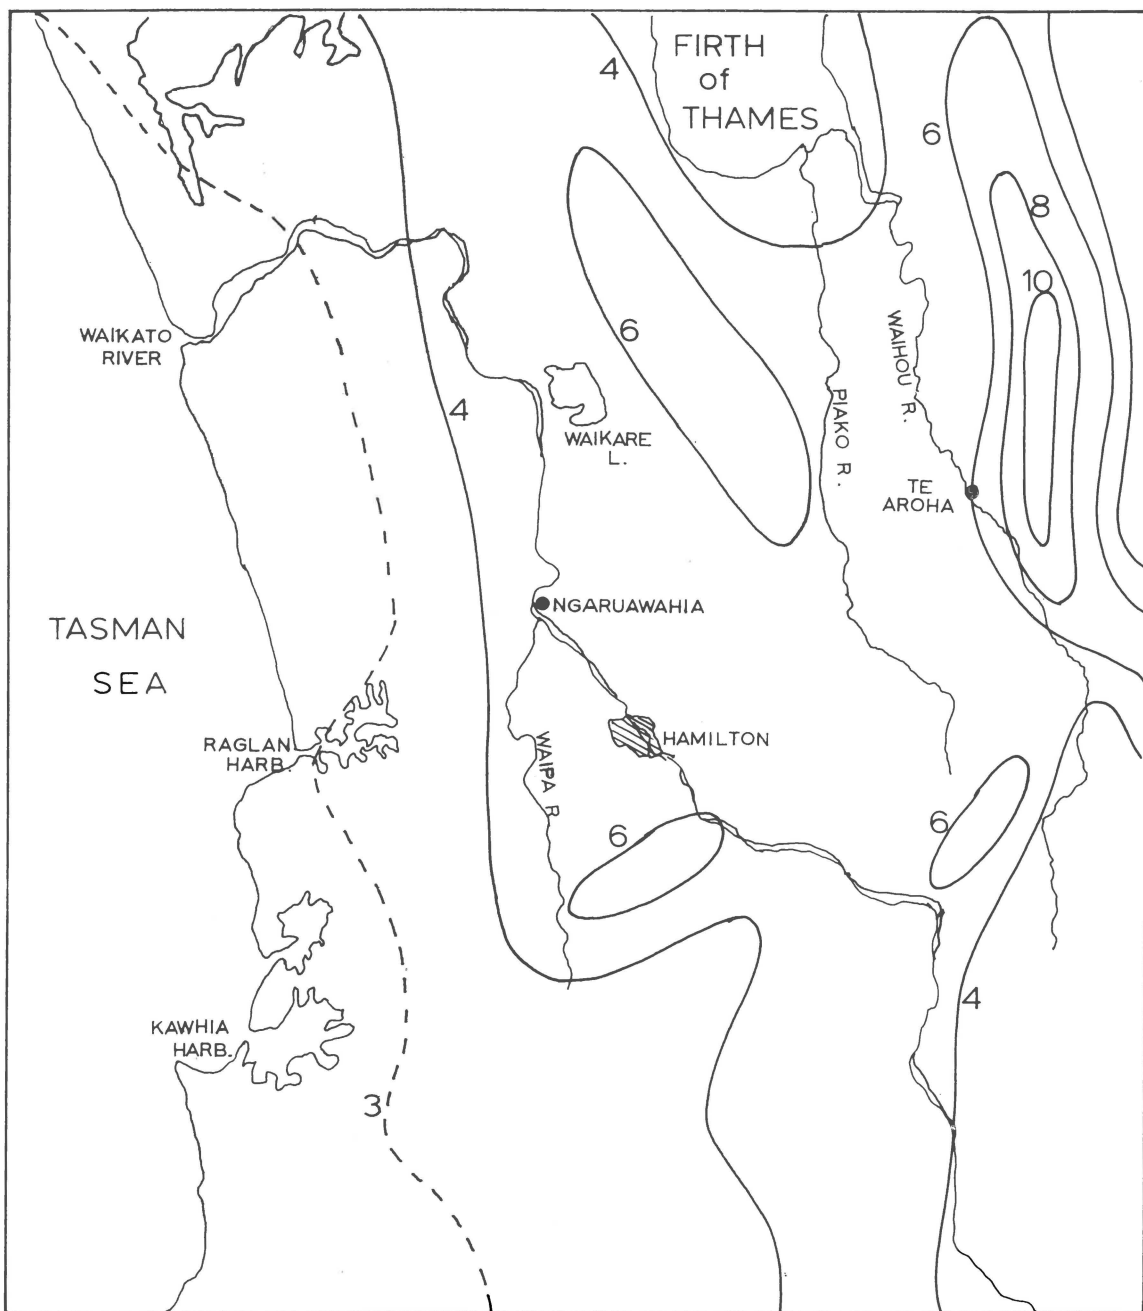 FIRTH
of
THAMES
4
6
8
10
6
WAIKATO
RIVER
4
WAIKARE
L.
PIAKO R.
WAIHOU R.
TE
AROHA
NGARUAWAHIA
TASMAN
SEA
RAGLAN
HARB.
HAMILTON
WAIPA R
6
6
4
KAWHIA
HARB.
3